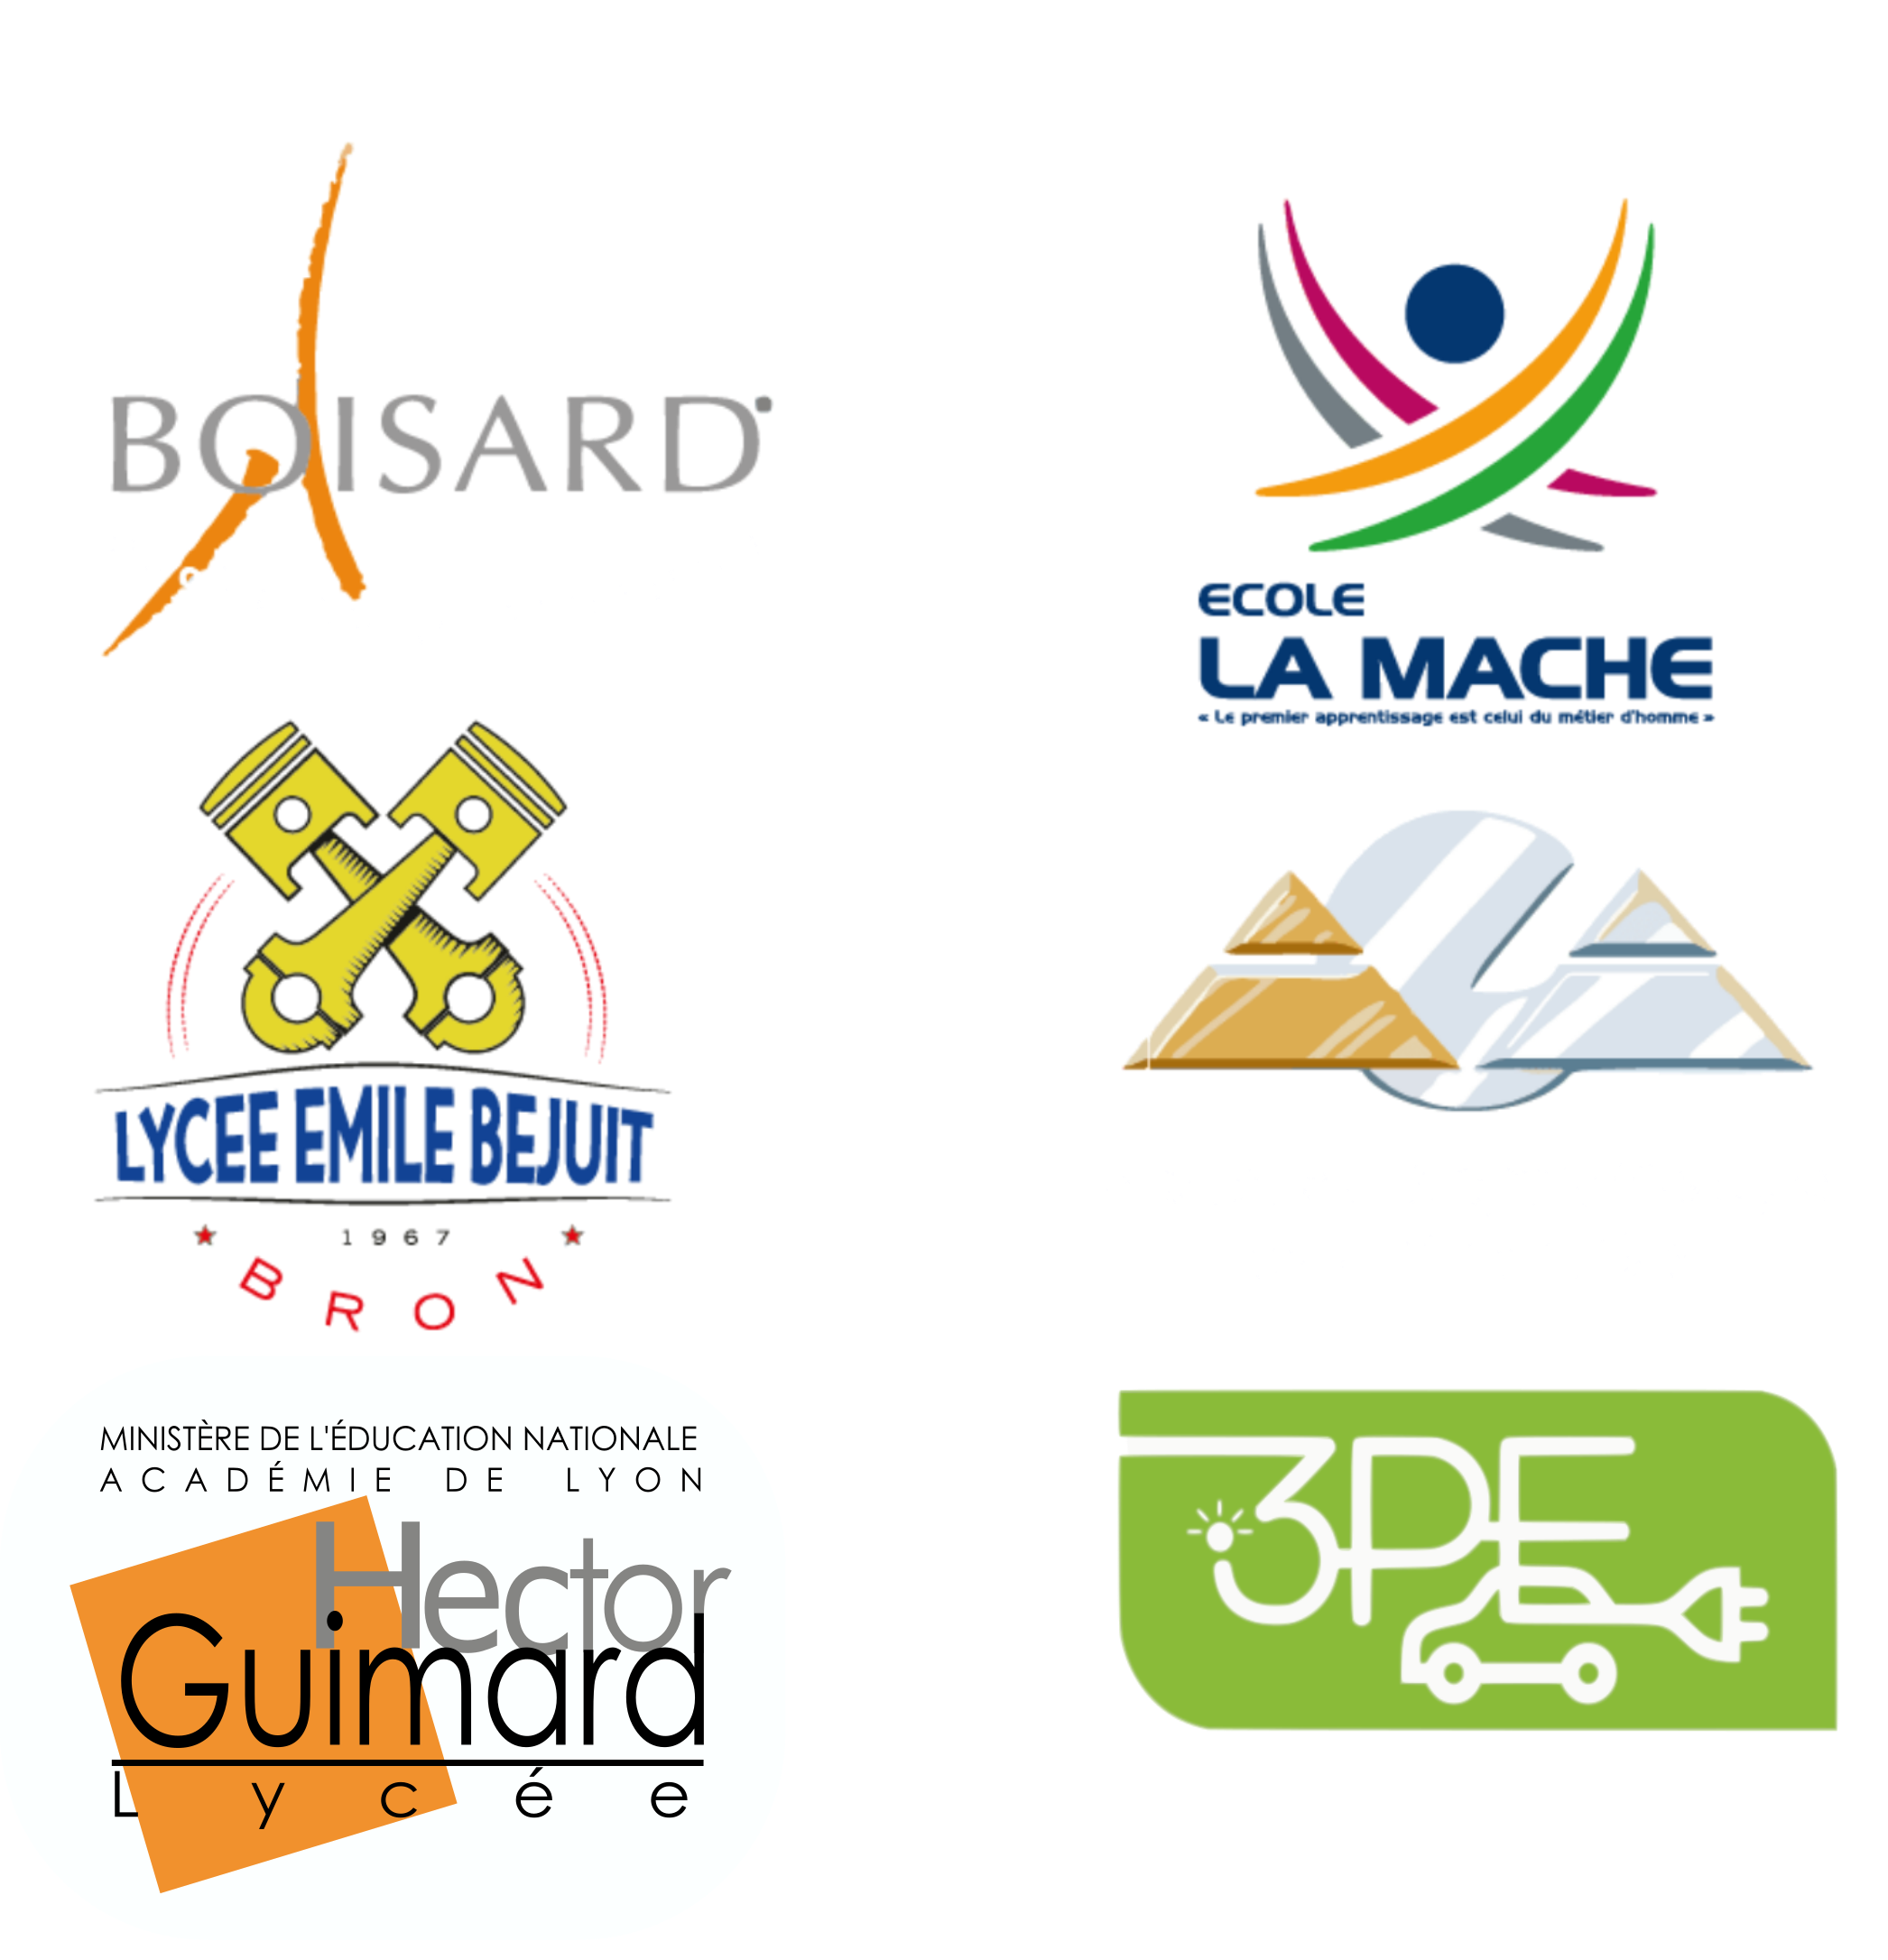 BOISARD
ECOLE
LA MACHE
« Le premier apprentissage est celui du métier d'homme »
LYCEE EMILE BEJUIT
1967
BRON
MINISTÈRE DE L'ÉDUCATION NATIONALE
ACADÉMIE DE LYON
Hector
Guimard
Lycée
3PE